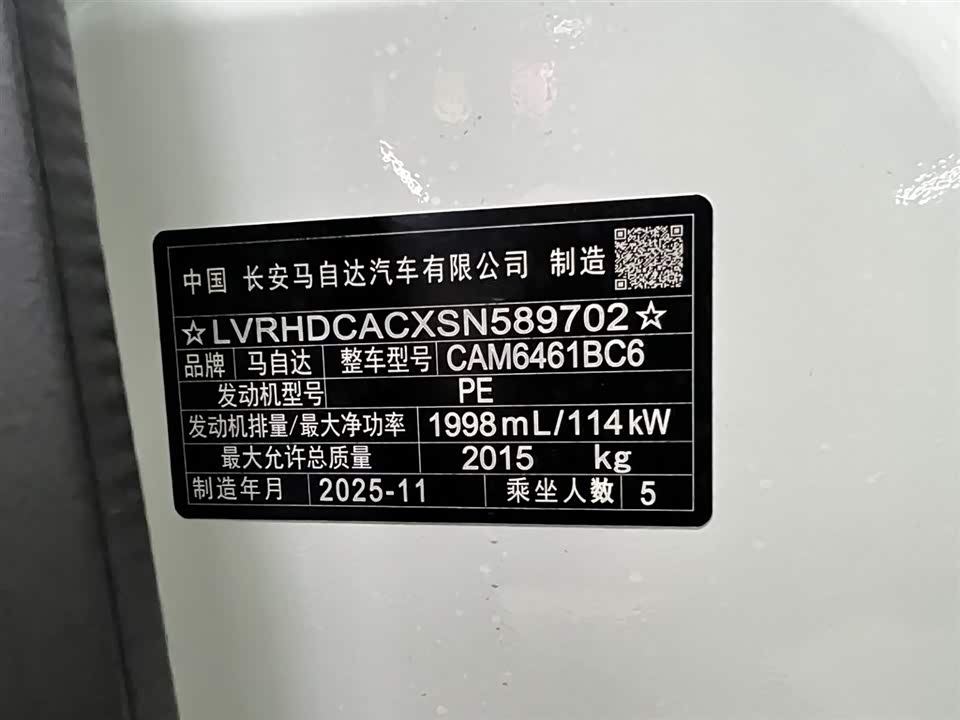 中国 长安马自达汽车有限公司 制造
☆LVRHDCACXSN589702☆
品牌 马自达 整车型号 CAM6461BC6
发动机型号 PE
发动机排量/最大净功率 1998mL/114kW
最大允许总质量 2015 kg
制造年月 2025-11 乘坐人数 5